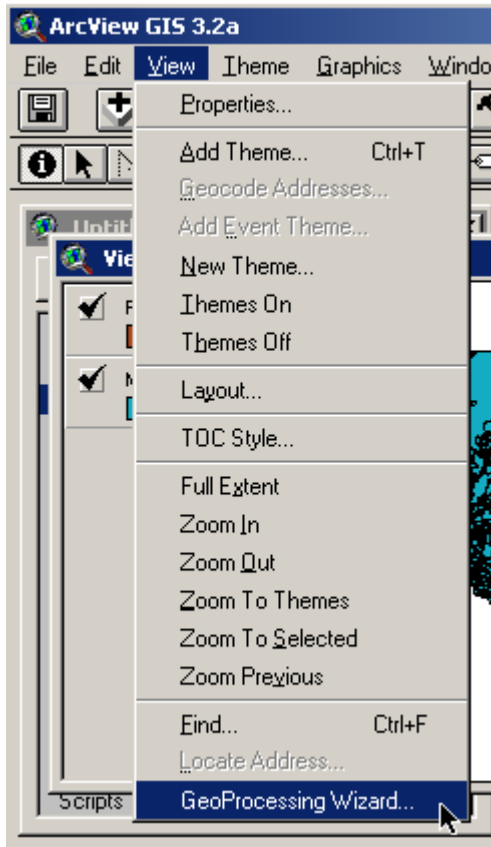 ArcView GIS 3.2a
File Edit View Theme Graphics Windo
Properties...
Add Theme... Ctrl+T
Geocode Addresses...
Add Event Theme...
New Theme...
Themes On
Themes Off
Layout...
TOC Style...
Full Extent
Zoom In
Zoom Out
Zoom To Themes
Zoom To Selected
Zoom Previous
Find... Ctrl+F
Locate Address...
GeoProcessing Wizard...
Untit
Vie
Scripts